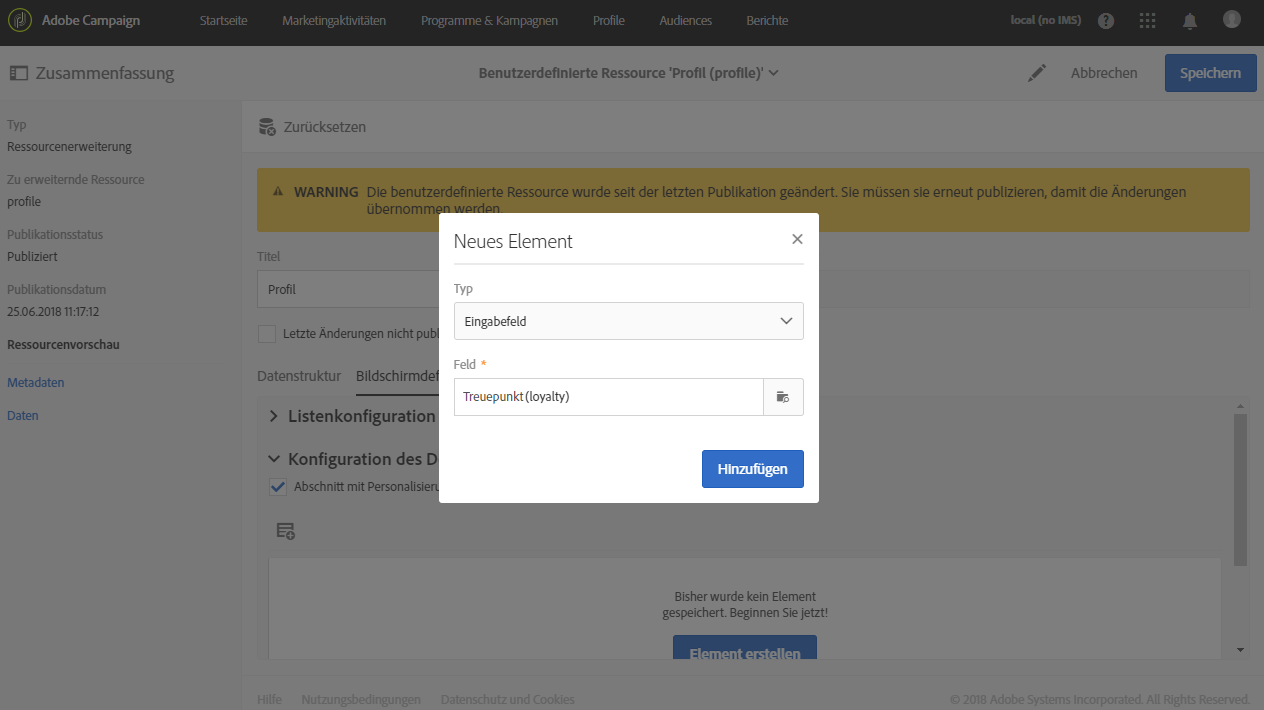 Adobe Campaign Startseite Marketingaktivitäten Programme & Kampagnen Profile Audiences Berichte local (no IMS)
Zusammenfassung Benutzerdefinierte Ressource 'Profil (profile)' Abbrechen Speichern
Typ
Ressourcenerweiterung
Zu erweiternde Ressource
profile
Publikationsstatus
Publiziert
Publikationsdatum
25.06.2018 11:17:12
Ressourcenvorschau
Metadaten
Daten
Zurücksetzen
WARNING Die benutzerdefinierte Ressource wurde seit der letzten Publikation geändert. Sie müssen sie erneut publizieren, damit die Änderungen
übernommen werden.
Titel
Profil
Letzte Änderungen nicht publ
Datenstruktur Bildschirmdef
Listenkonfiguration
Konfiguration des D
Abschnitt mit Personalisieru
Neues Element
Typ
Eingabefeld
Feld *
Treuepunkt(loyalty)
Hinzufügen
Bisher wurde kein Element
gespeichert. Beginnen Sie jetzt!
Element erstellen
Hilfe Nutzungsbedingungen Datenschutz und Cookies © 2018 Adobe Systems Incorporated. All Rights Reserved.